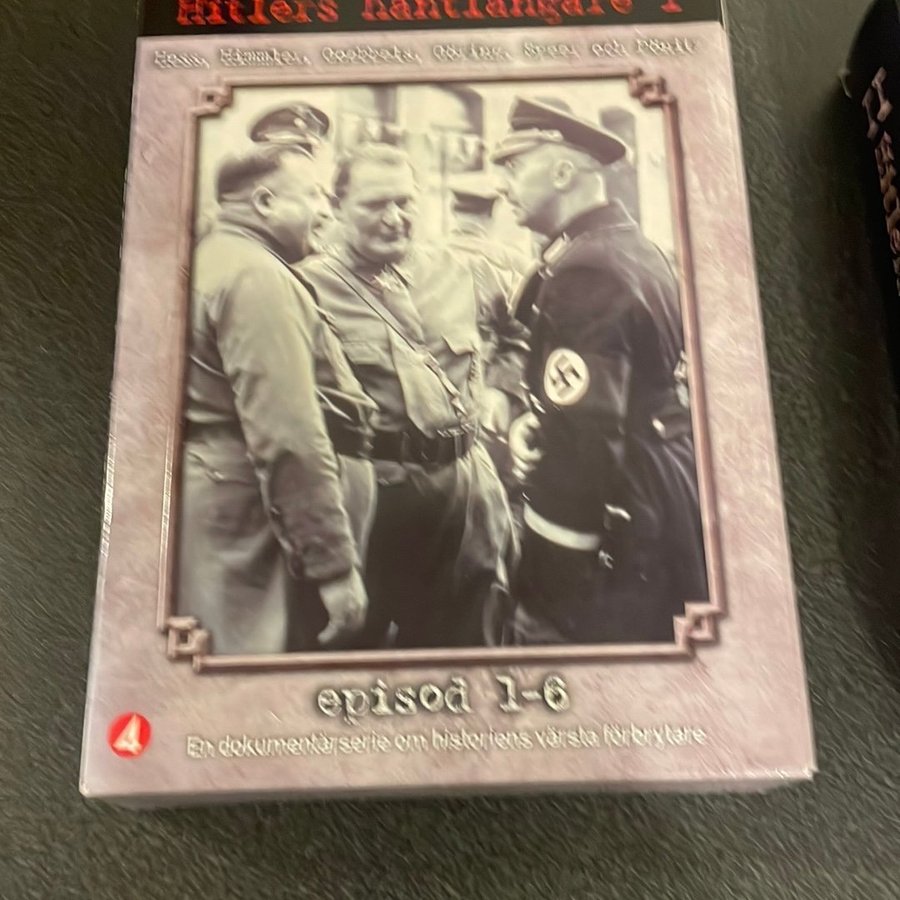 Hitlers hantlangare 1
Hess, Himmler, Goebbels, Göring, Speer och Dönitz
episod 1-6
4
En dokumentärserie om historiens värsta förbrytare